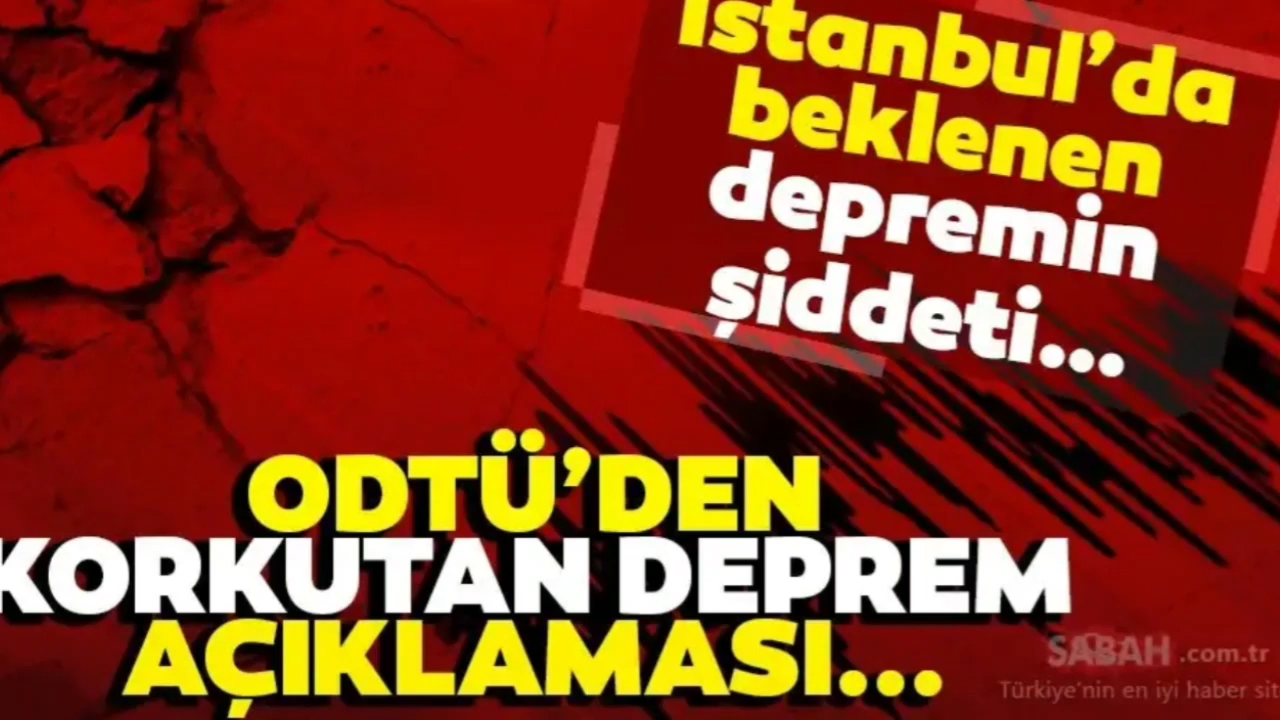 İstanbul'da
beklenen
depremin
şiddeti...
ODTÜ'DEN
KORKUTAN DEPREM
AÇIKLAMASI...
SABAH.com.tr
Türkiye'nin en iyi haber sit